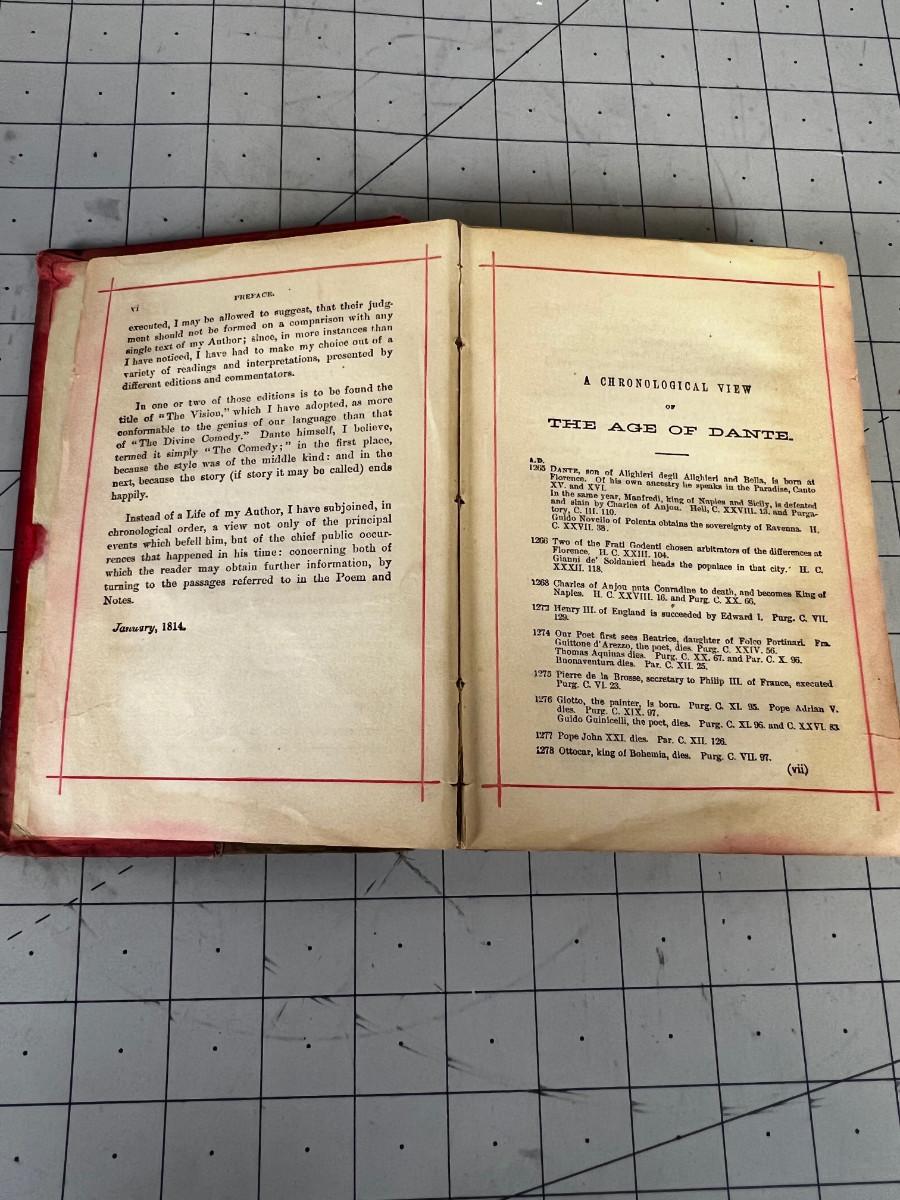 vi
PREFACE.
executed, I may be allowed to suggest, that their judg-
ment should not be formed on a comparison with any
single text of my Author; since, in more instances than
I have noticed, I have had to make my choice out of a
variety of readings and interpretations, presented by
different editions and commentators.
In one or two of those editions is to be found the
title of "The Vision," which I have adopted, as more
conformable to the genius of our language than that
of "The Divine Comedy." Dante himself, I believe,
termed it simply "The Comedy;" in the first place,
because the style was of the middle kind: and in the
next, because the story (if story it may be called) ends
happily.
Instead of a Life of my Author, I have subjoined, in
chronological order, a view not only of the principal
events which befell him, but of the chief public occur-
rences that happened in his time: concerning both of
which the reader may obtain further information, by
turning to the passages referred to in the Poem and
Notes.
January, 1814.
A CHRONOLOGICAL VIEW
OF
THE AGE OF DANTE.
A.D.
1265 DANTE, son of Alighieri degli Alighieri and Bella, is born at
Florence. Of his own ancestry he speaks in the Paradise, Canto
XV. and XVI.
In the same year, Manfredi, king of Naples and Sicily, is defeated
and slain by Charles of Anjou. Hell, C. XXVIII. 13. and Purga-
tory, C. III. 110.
Guido Novello of Polenta obtains the sovereignty of Ravenna. H.
C. XXVII. 38.
1266 Two of the Frati Godenti chosen arbitrators of the differences at
Florence. H. C. XXIII. 104.
Gianni de' Soldanieri heads the populace in that city. H. C.
XXXII. 118.
1268 Charles of Anjou puts Conradine to death, and becomes King of
Naples. H. C. XXVIII. 16. and Purg. C. XX. 66.
1272 Henry III. of England is succeeded by Edward I. Purg. C. VII.
129.
1274 Our Poet first sees Beatrice, daughter of Folco Portinari. Fra.
Guittone d'Arezzo, the poet, dies. Purg. C. XXIV. 56.
Thomas Aquinas dies. Purg. C. XX. 67. and Par. C. X. 96.
Buonaventura dies. Par. C. XII. 25.
1275 Pierre de la Brosse, secretary to Philip III. of France, executed
Purg. C. VI. 23.
1276 Giotto, the painter, is born. Purg. C. XI. 95. Pope Adrian V.
dies. Purg. C. XIX. 97.
Guido Guinicelli, the poet, dies. Purg. C. XI. 96. and C. XXVI. 83
1277 Pope John XXI. dies. Par. C. XII. 126.
1278 Ottocar, king of Bohemia, dies. Purg. C. VII. 97.
(vii)